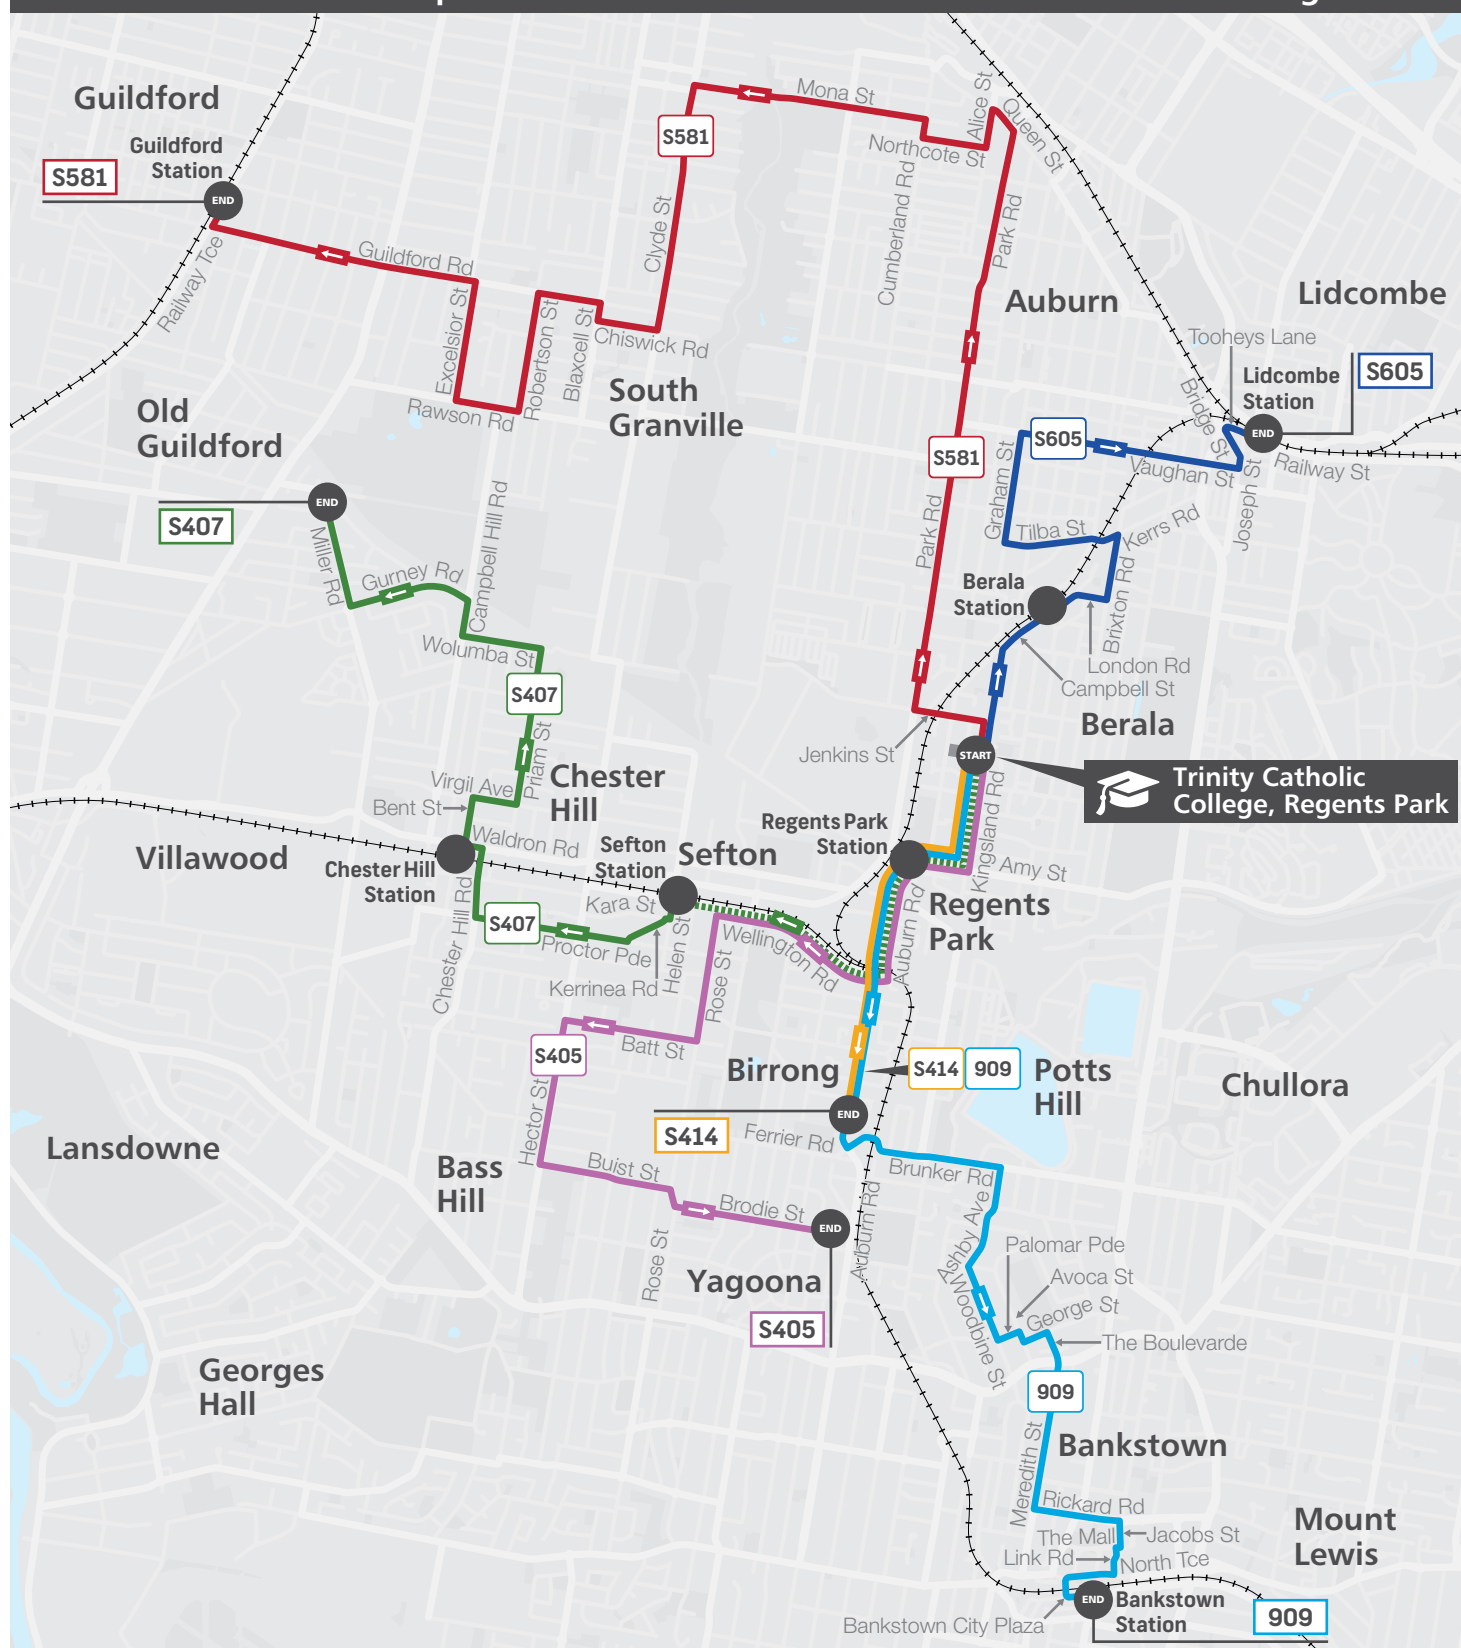 Mona St
Alice St
Queen St
Guildford
Guildford
Station
S581
END
S581
Northcote St
Cumberland Rd
Park Rd
Clyde St
Railway Tce
Guildford Rd
Excelsior St
Robertson St
Blaxcell St
Chiswick Rd
Rawson Rd
South
Granville
Auburn
Lidcombe
Tooheys Lane
Lidcombe
Station
S605
Bridge St
END
Railway St
Joseph St
Vaughan St
S605
Graham St
Tilba St
Kerrs Rd
Brixton Rd
S581
Park Rd
Old
Guildford
END
S407
Miller Rd
Gurney Rd
Campbell Hill Rd
Wolumba St
S407
Priam St
Virgil Ave
Bent St
Chester
Hill
Berala
Station
London Rd
Campbell St
Berala
Jenkins St
START
Trinity Catholic
College, Regents Park
Kingsland Rd
Regents Park
Station
Amy St
Regents
Park
Auburn Rd
Villawood
Waldron Rd
Chester Hill
Station
Sefton
Station
Sefton
Kara St
S407
Proctor Pde
Chester Hill Rd
Kerrinea Rd
Helen St
Wellington Rd
Rose St
Batt St
S405
Hector St
Birrong
S414
909
Potts
Hill
Chullora
END
S414
Ferrier Rd
Brunker Rd
Lansdowne
Bass
Hill
Buist St
Brodie St
END
Auburn Rd
Rose St
Yagoona
S405
Ashby Ave
Palomar Pde
Avoca St
George St
Woodbine St
The Boulevarde
Georges
Hall
909
Meredith St
Bankstown
Rickard Rd
The Mall
Jacobs St
Link Rd
North Tce
Mount
Lewis
END
Bankstown
Station
Bankstown City Plaza
909